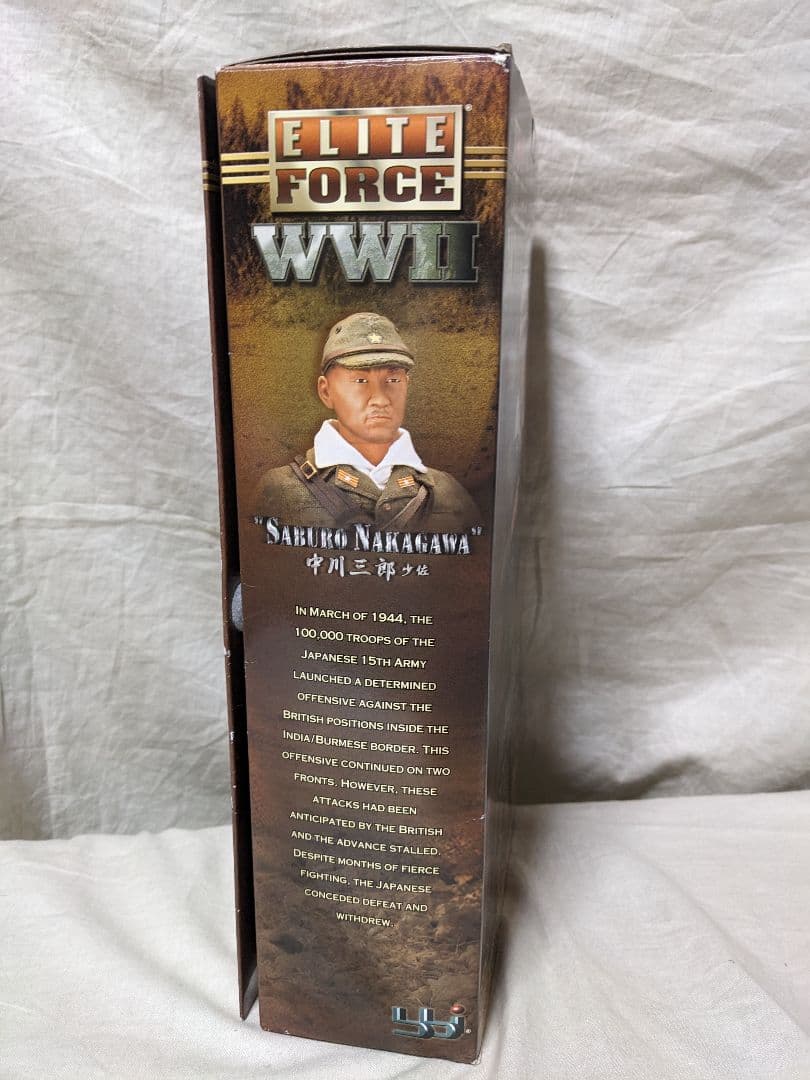 ELITE
FORCE
WWII
"SABURO NAKAGAWA"
中川三郎 少佐
IN MARCH OF 1944, THE
100,000 TROOPS OF THE
JAPANESE 15TH ARMY
LAUNCHED A DETERMINED
OFFENSIVE AGAINST THE
BRITISH POSITIONS INSIDE THE
INDIA/BURMESE BORDER. THIS
OFFENSIVE CONTINUED ON TWO
FRONTS. HOWEVER, THESE
ATTACKS HAD BEEN
ANTICIPATED BY THE BRITISH
AND THE ADVANCE STALLED.
DESPITE MONTHS OF FIERCE
FIGHTING, THE JAPANESE
CONCEDED DEFEAT AND
WITHDREW.
bbi®